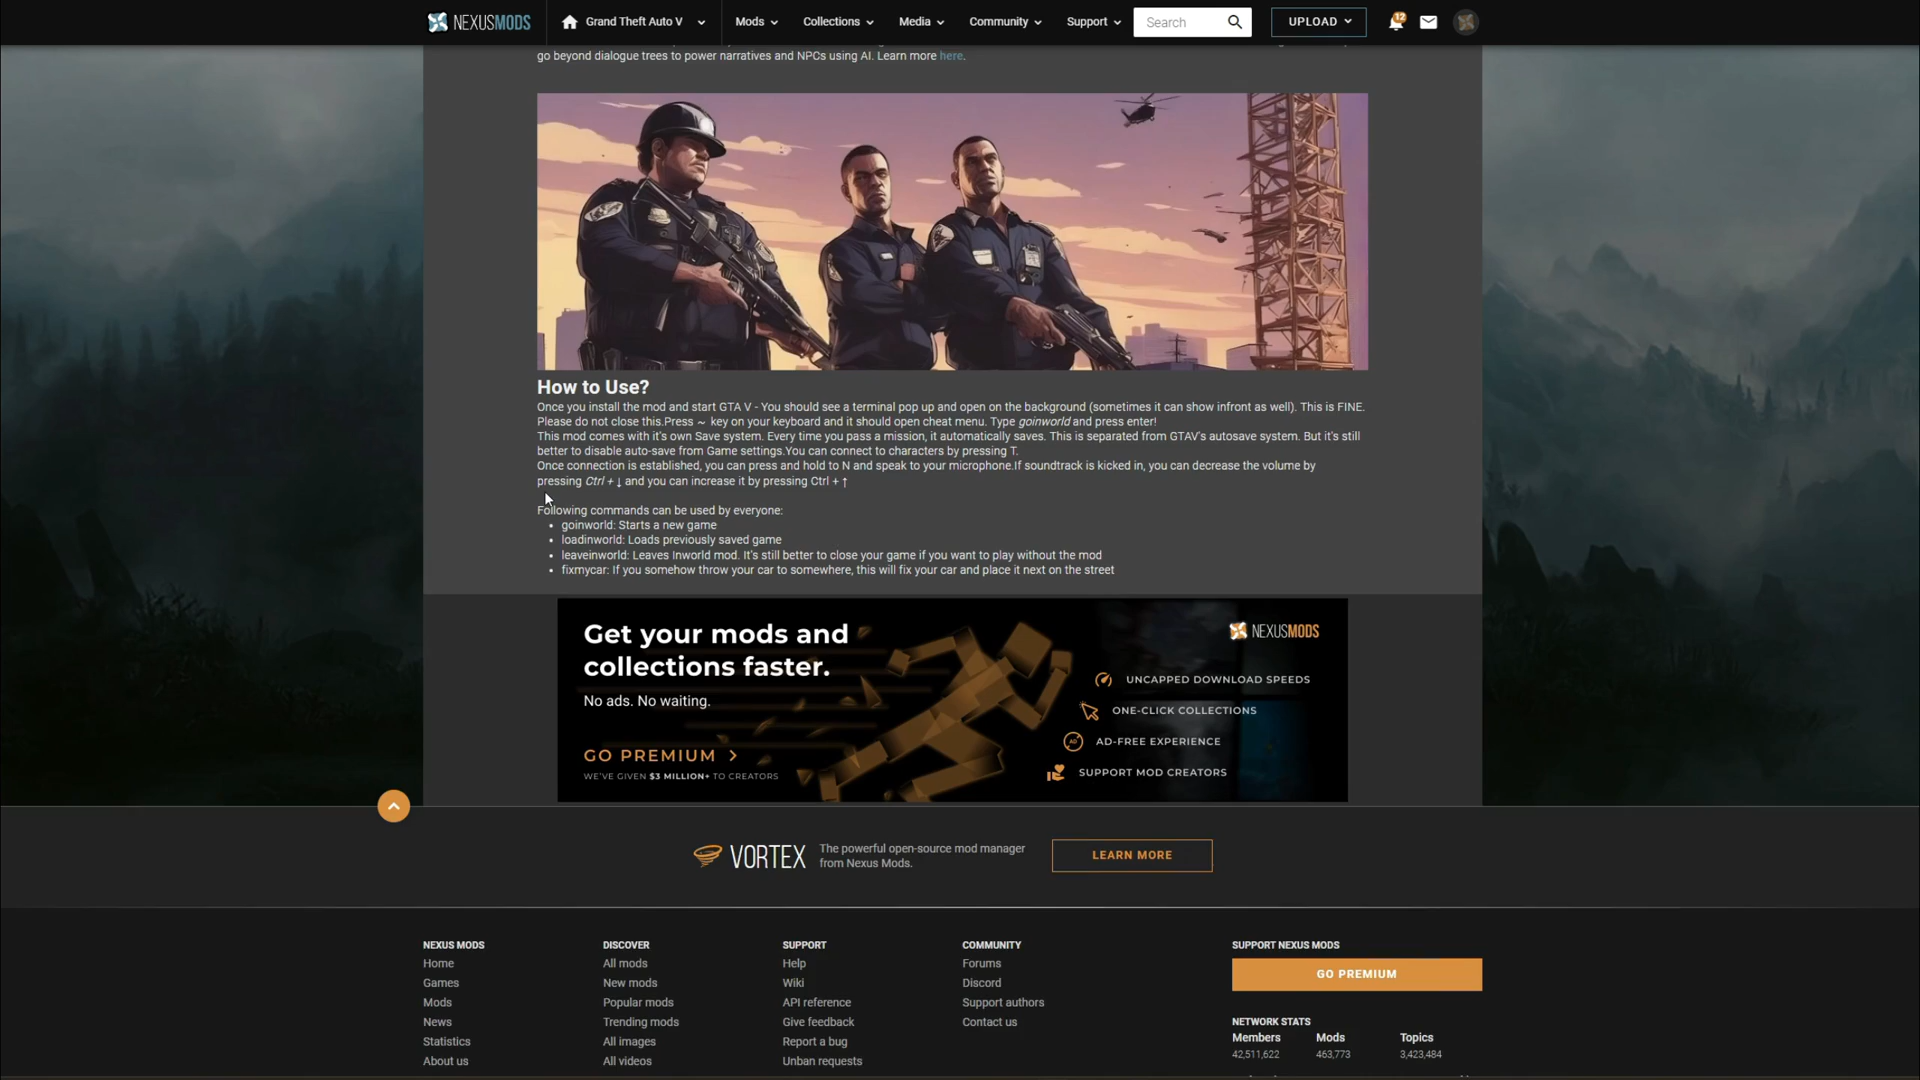 NEXUSMODS
Grand Theft Auto V
Mods
Collections
Media
Community
Support
Search
UPLOAD
12
go beyond dialogue trees to power narratives and NPCs using AI. Learn more here.
How to Use?
Once you install the mod and start GTA V - You should see a terminal pop up and open on the background (sometimes it can show infront as well). This is FINE.
Please do not close this.Press ~ key on your keyboard and it should open cheat menu. Type goinworld and press enter!
This mod comes with it's own Save system. Every time you pass a mission, it automatically saves. This is separated from GTAV's autosave system. But it's still
better to disable auto-save from Game settings.You can connect to characters by pressing T.
Once connection is established, you can press and hold to N and speak to your microphone.If soundtrack is kicked in, you can decrease the volume by
pressing Ctrl + ↓ and you can increase it by pressing Ctrl + ↑
Following commands can be used by everyone:
• goinworld: Starts a new game
• loadinworld: Loads previously saved game
• leaveinworld: Leaves Inworld mod. It's still better to close your game if you want to play without the mod
• fixmycar: If you somehow throw your car to somewhere, this will fix your car and place it next on the street
Get your mods and
collections faster.
No ads. No waiting.
GO PREMIUM >
WE'VE GIVEN $3 MILLION+ TO CREATORS
NEXUSMODS
UNCAPPED DOWNLOAD SPEEDS
ONE-CLICK COLLECTIONS
AD
AD-FREE EXPERIENCE
SUPPORT MOD CREATORS
VORTEX
The powerful open-source mod manager
from Nexus Mods.
LEARN MORE
NEXUS MODS
Home
Games
Mods
News
Statistics
About us
DISCOVER
All mods
New mods
Popular mods
Trending mods
All images
All videos
SUPPORT
Help
Wiki
API reference
Give feedback
Report a bug
Unban requests
COMMUNITY
Forums
Discord
Support authors
Contact us
SUPPORT NEXUS MODS
GO PREMIUM
NETWORK STATS
Members Mods Topics
42,511,622 463,773 3,423,484